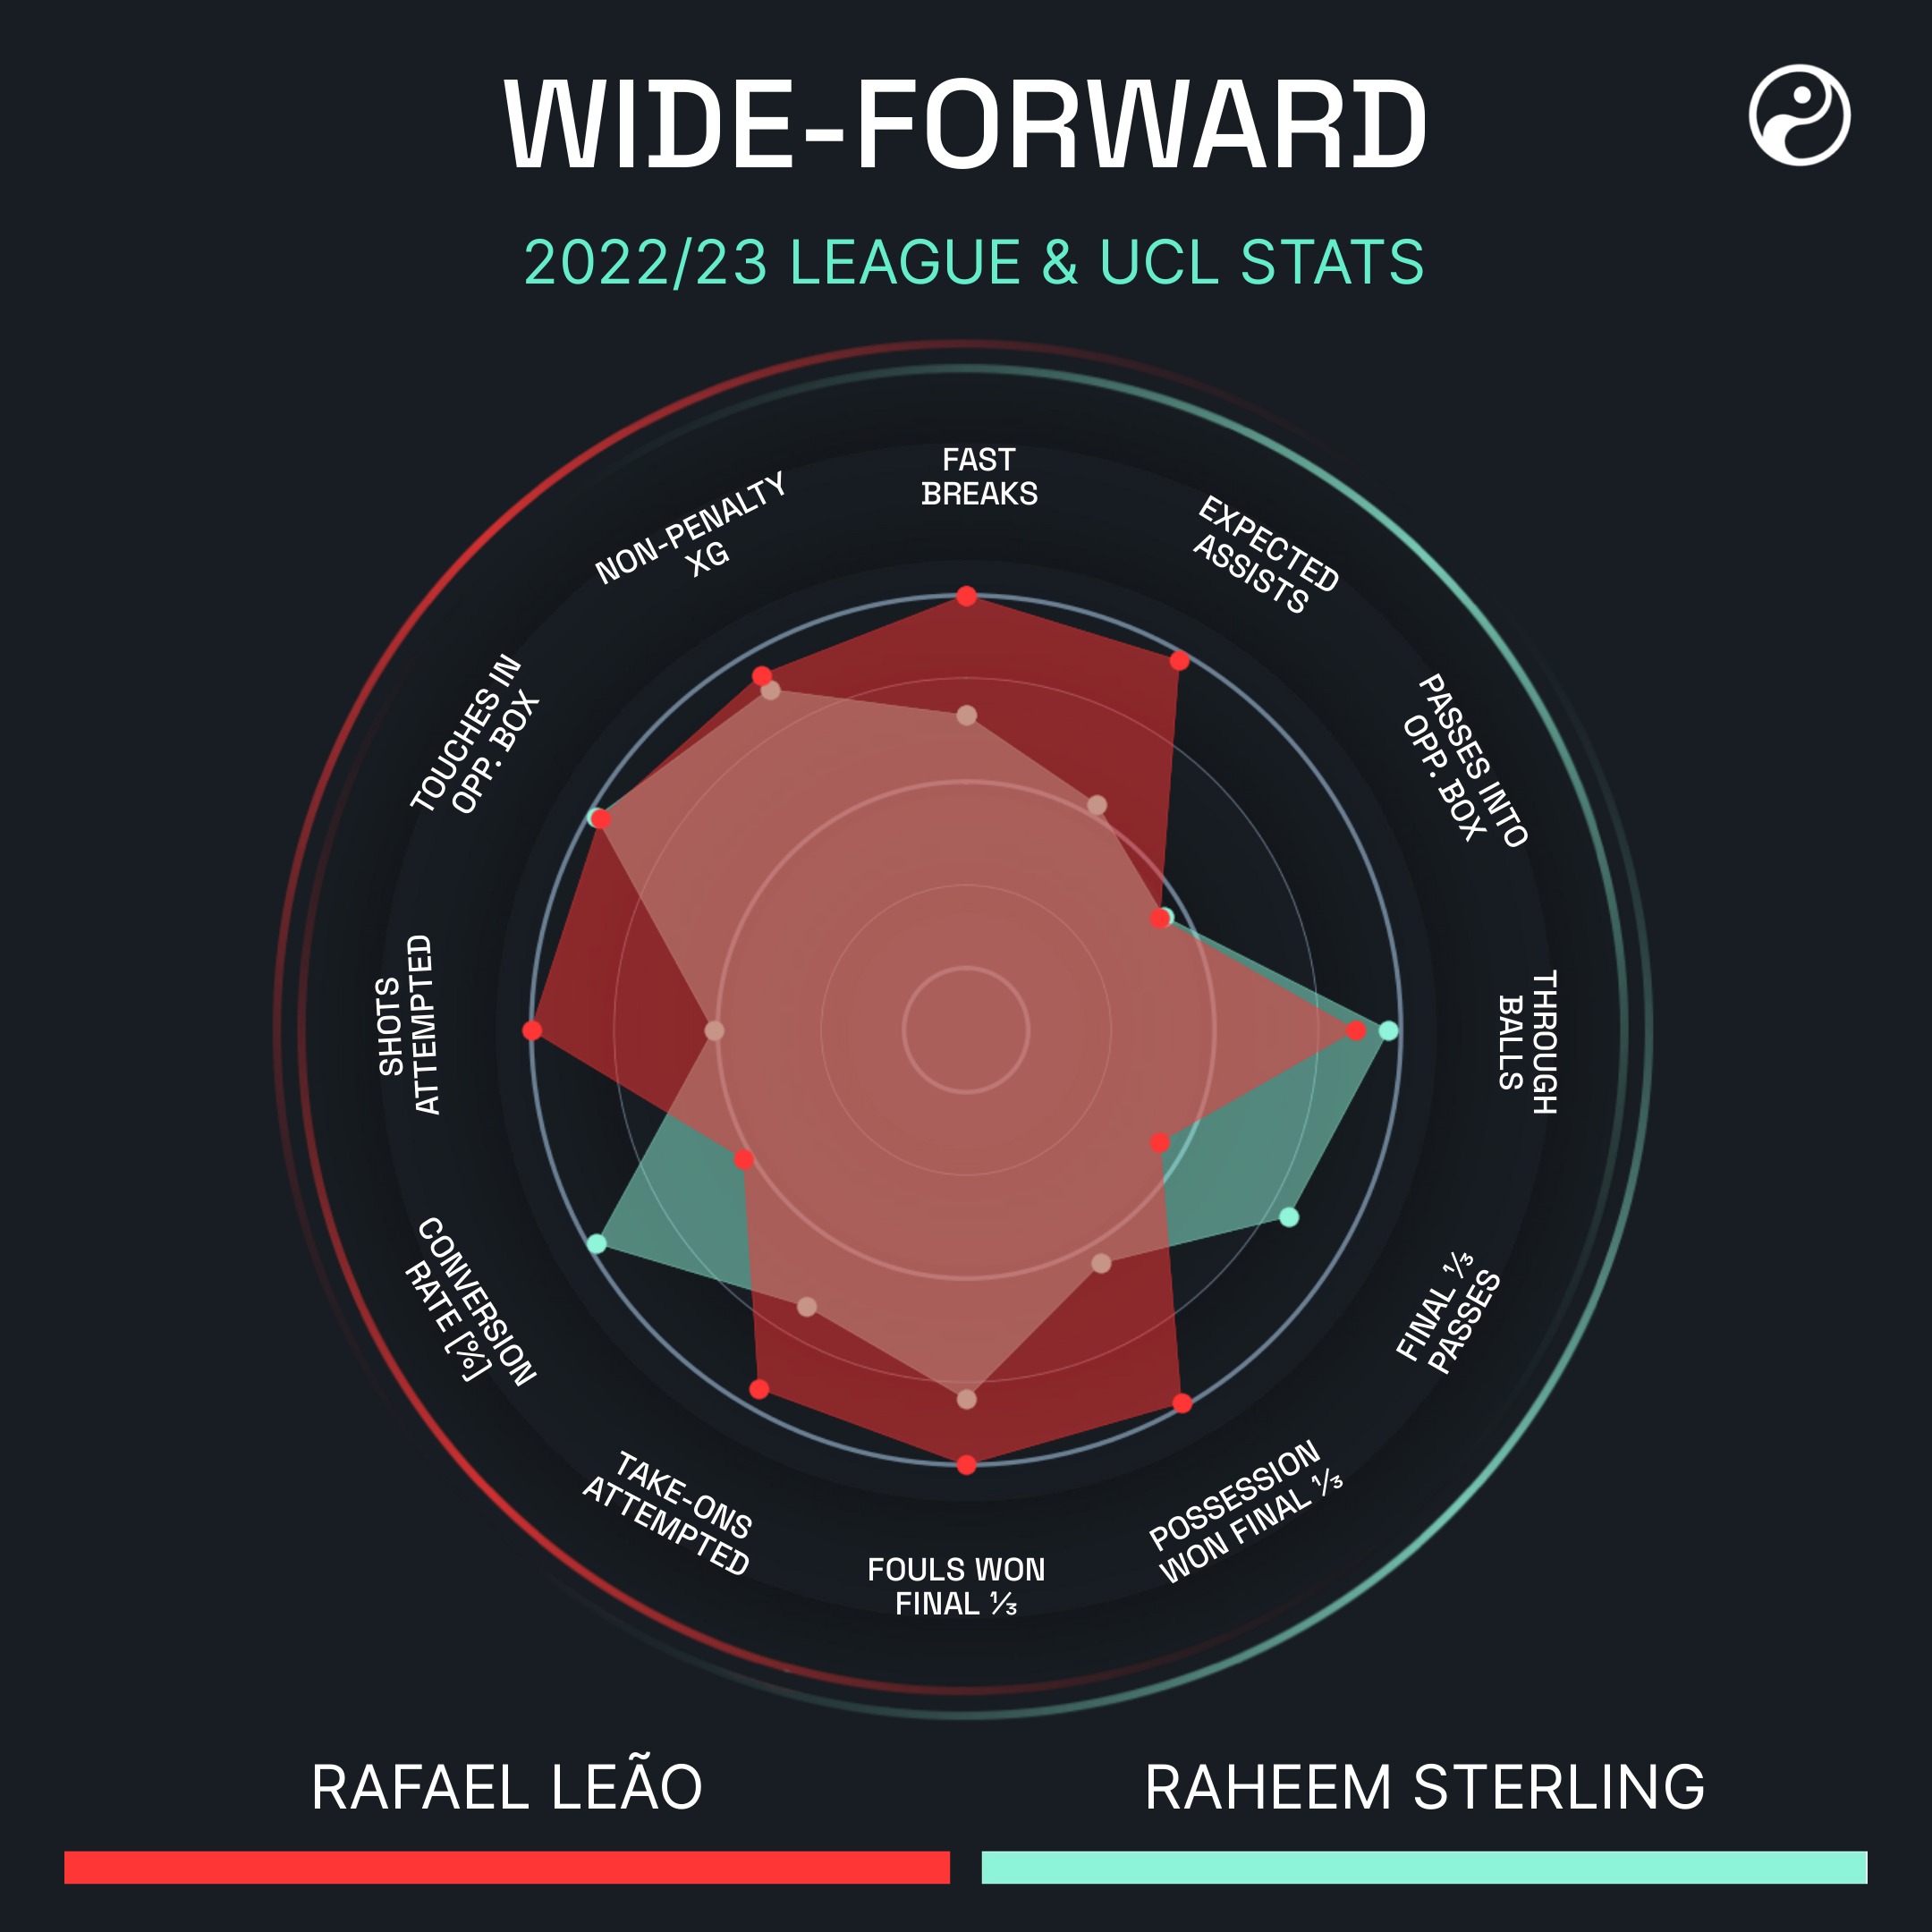 WIDE-FORWARD
2022/23 LEAGUE & UCL STATS
FAST
BREAKS
EXPECTED
ASSISTS
PASSES INTO
OPP. BOX
THROUGH
BALLS
FINAL ⅓
PASSES
POSSESSION
WON FINAL ⅓
FOULS WON
FINAL ⅓
TAKE-ONS
ATTEMPTED
CONVERSION
RATE [%]
SHOTS
ATTEMPTED
TOUCHES IN
OPP. BOX
NON-PENALTY
XG
RAFAEL LEÃO
RAHEEM STERLING